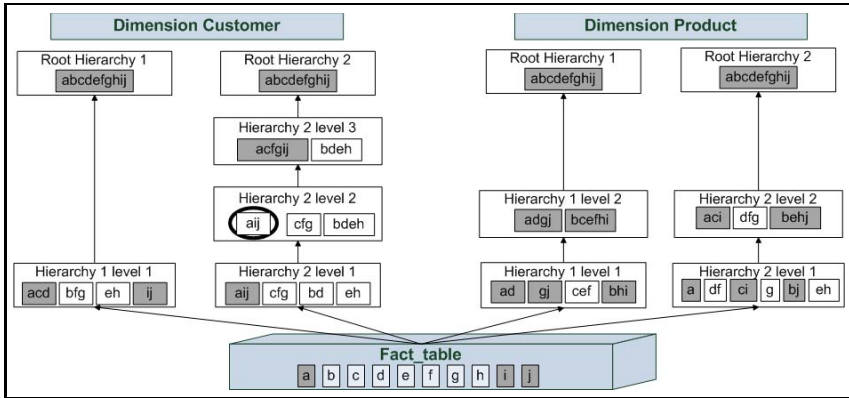 Dimension Customer
Dimension Product
Root Hierarchy 1
abcdefghij
Root Hierarchy 2
abcdefghij
Root Hierarchy 1
abcdefghij
Root Hierarchy 2
abcdefghij
Hierarchy 2 level 3
acfgij bdeh
Hierarchy 2 level 2
aij cfg bdeh
Hierarchy 1 level 2
adgj bcefhi
Hierarchy 2 level 2
aci dfg behj
Hierarchy 1 level 1
acd bfg eh ij
Hierarchy 2 level 1
aij cfg bd eh
Hierarchy 1 level 1
ad gj cef bhi
Hierarchy 2 level 1
a df ci g bj eh
Fact_table
a b c d e f g h i j